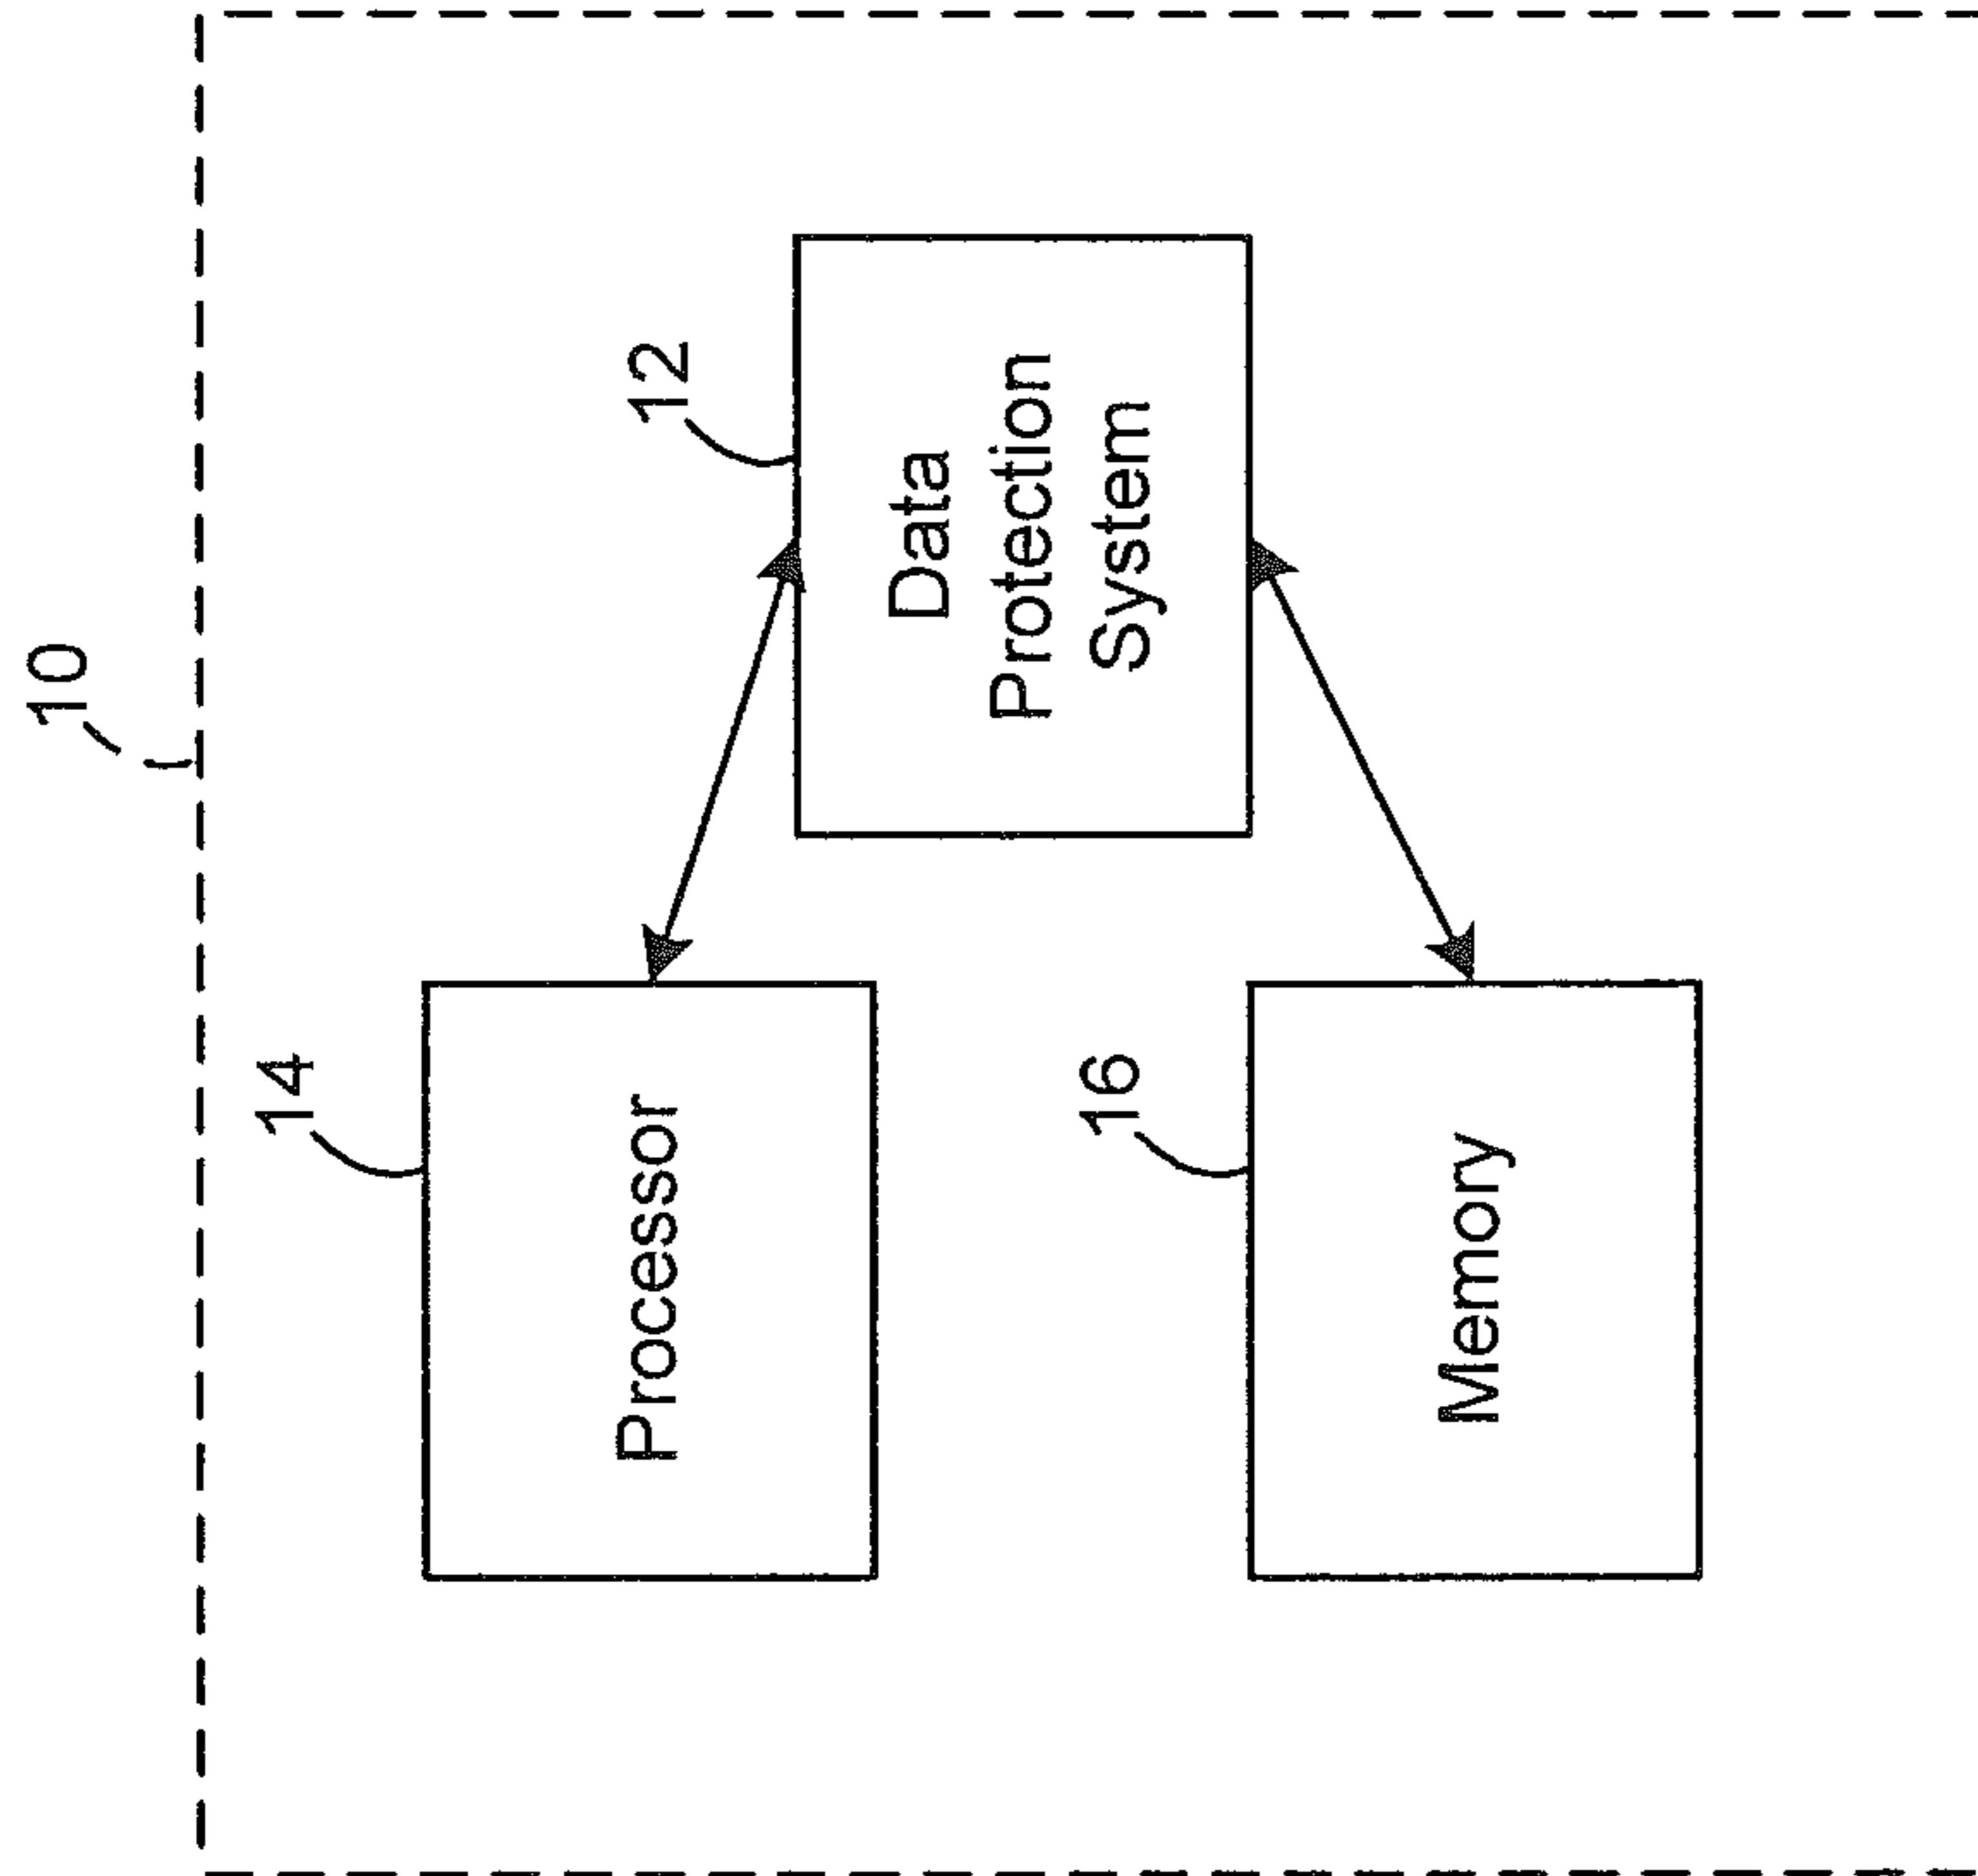 10
12
Data
Protection
System
14
Processor
16
Memory